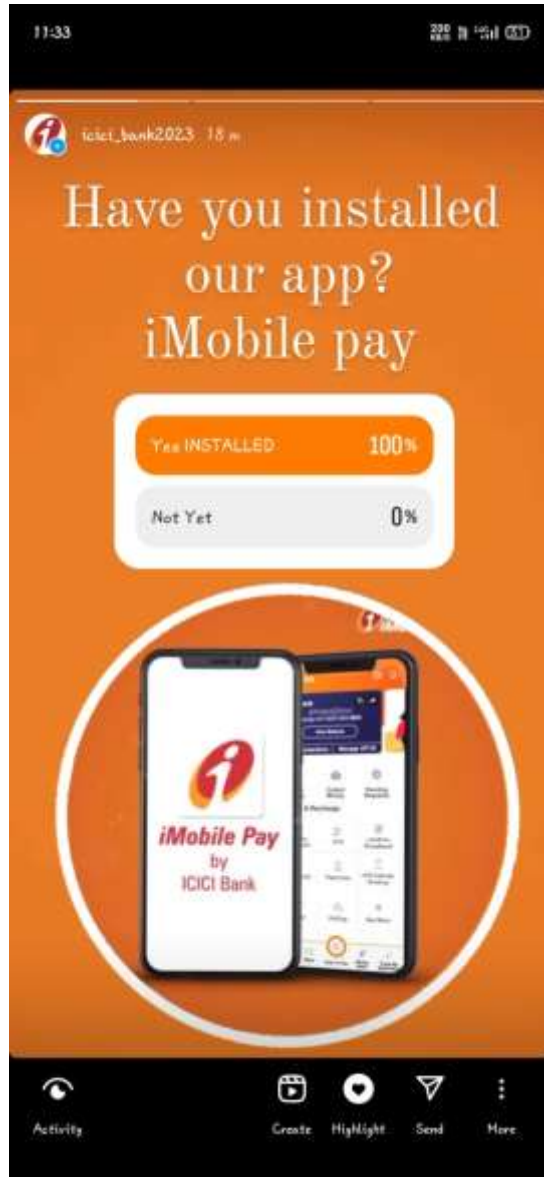 11:33
icici_bank2023 18 m
Have you installed
our app?
iMobile pay
Yes INSTALLED 100%
Not Yet 0%
iMobile Pay
by
ICICI Bank
Activity Create Highlight Send More